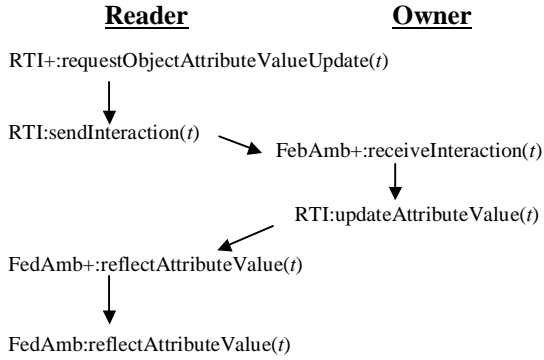 Reader Owner
RTI+:requestObjectAttributeValueUpdate(t)
RTI:sendInteraction(t)
FebAmb+:receiveInteraction(t)
RTI:updateAttributeValue(t)
FedAmb+:reflectAttributeValue(t)
FedAmb:reflectAttributeValue(t)